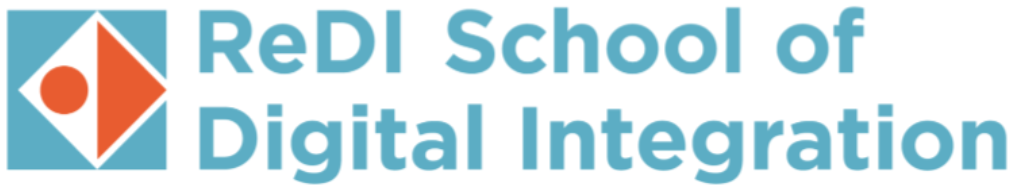 ReDI School of
Digital Integration